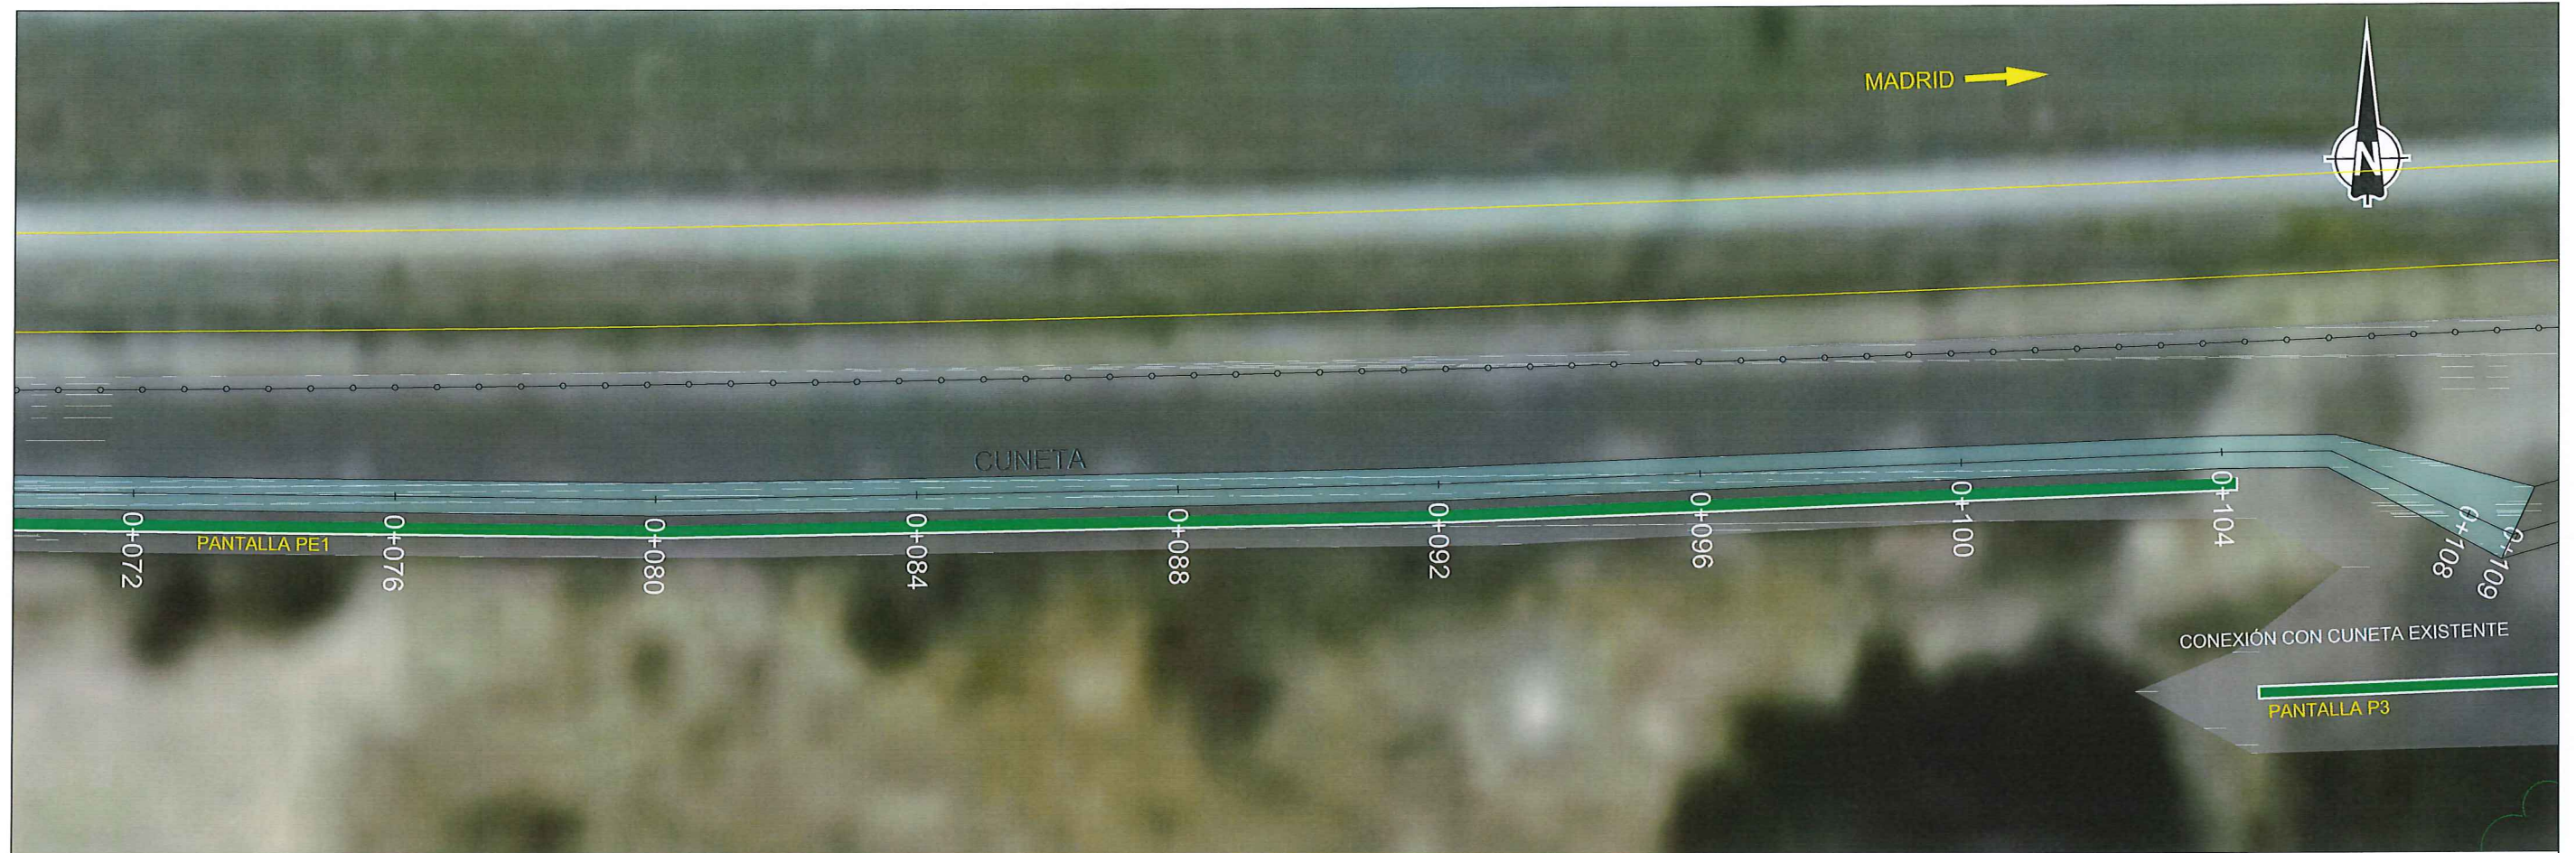 MADRID
N
CUNETA
PANTALLA PE1
0+072
0+076
0+080
0+084
0+088
0+092
0+096
0+100
0+104
0+108
0+109
CONEXIÓN CON CUNETA EXISTENTE
PANTALLA P3